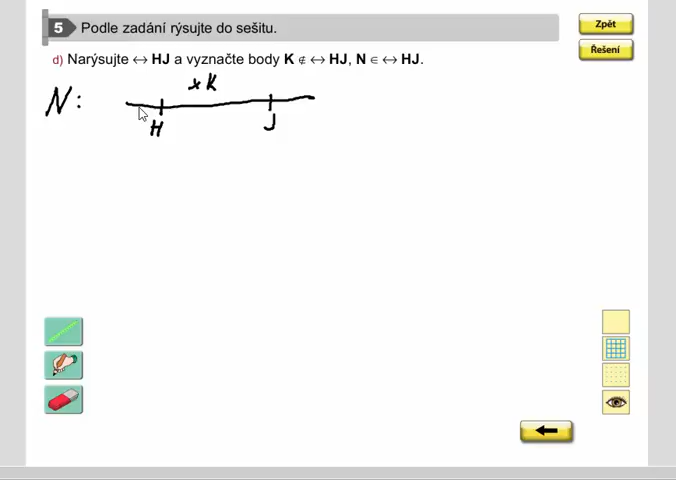 5 Podle zadání rýsujte do sešitu.
Zpět
Řešení
d) Narýsujte ↔ HJ a vyznačte body K ∉ ↔ HJ, N ∈ ↔ HJ.
x K
N:
H J